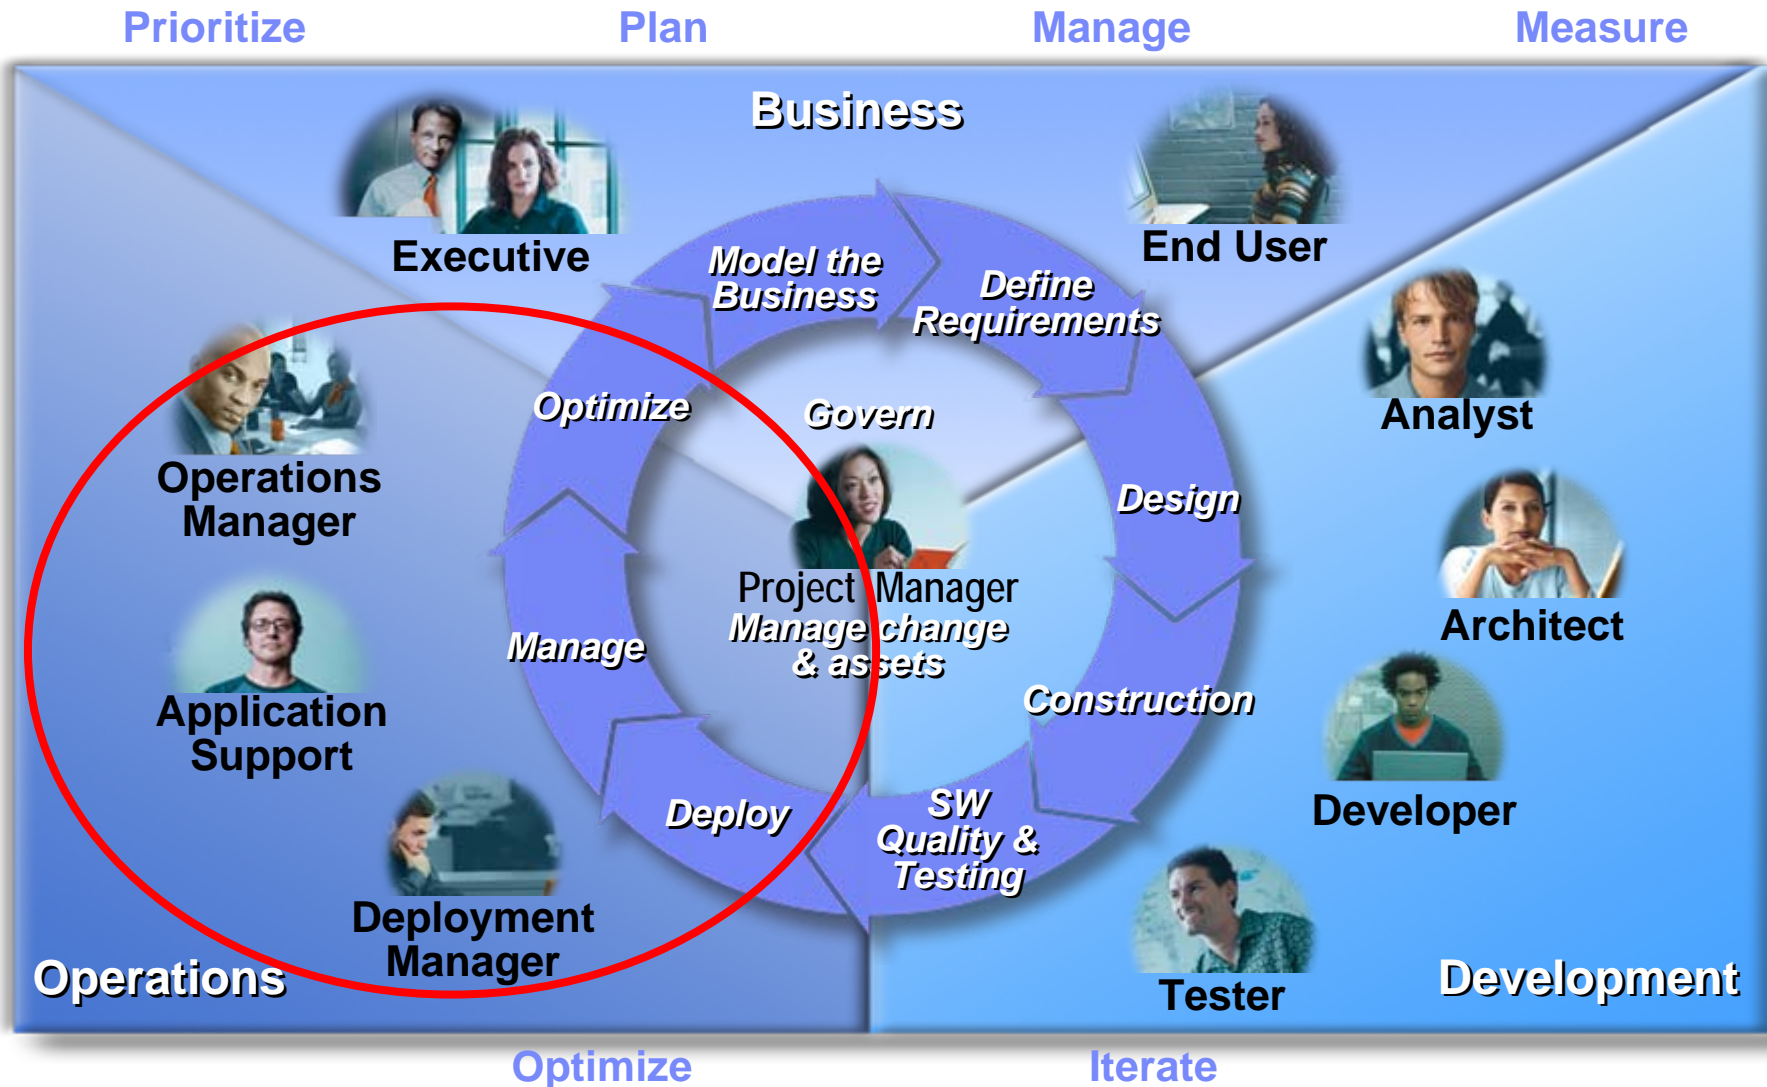 Prioritize Plan Manage Measure
Business
Executive
End User
Model the
Business
Define
Requirements
Optimize
Govern
Analyst
Operations
Manager
Design
Project Manager
Manage change
& assets
Architect
Manage
Application
Support
Construction
Developer
Deploy
SW
Quality &
Testing
Deployment
Manager
Tester
Operations
Development
Optimize Iterate